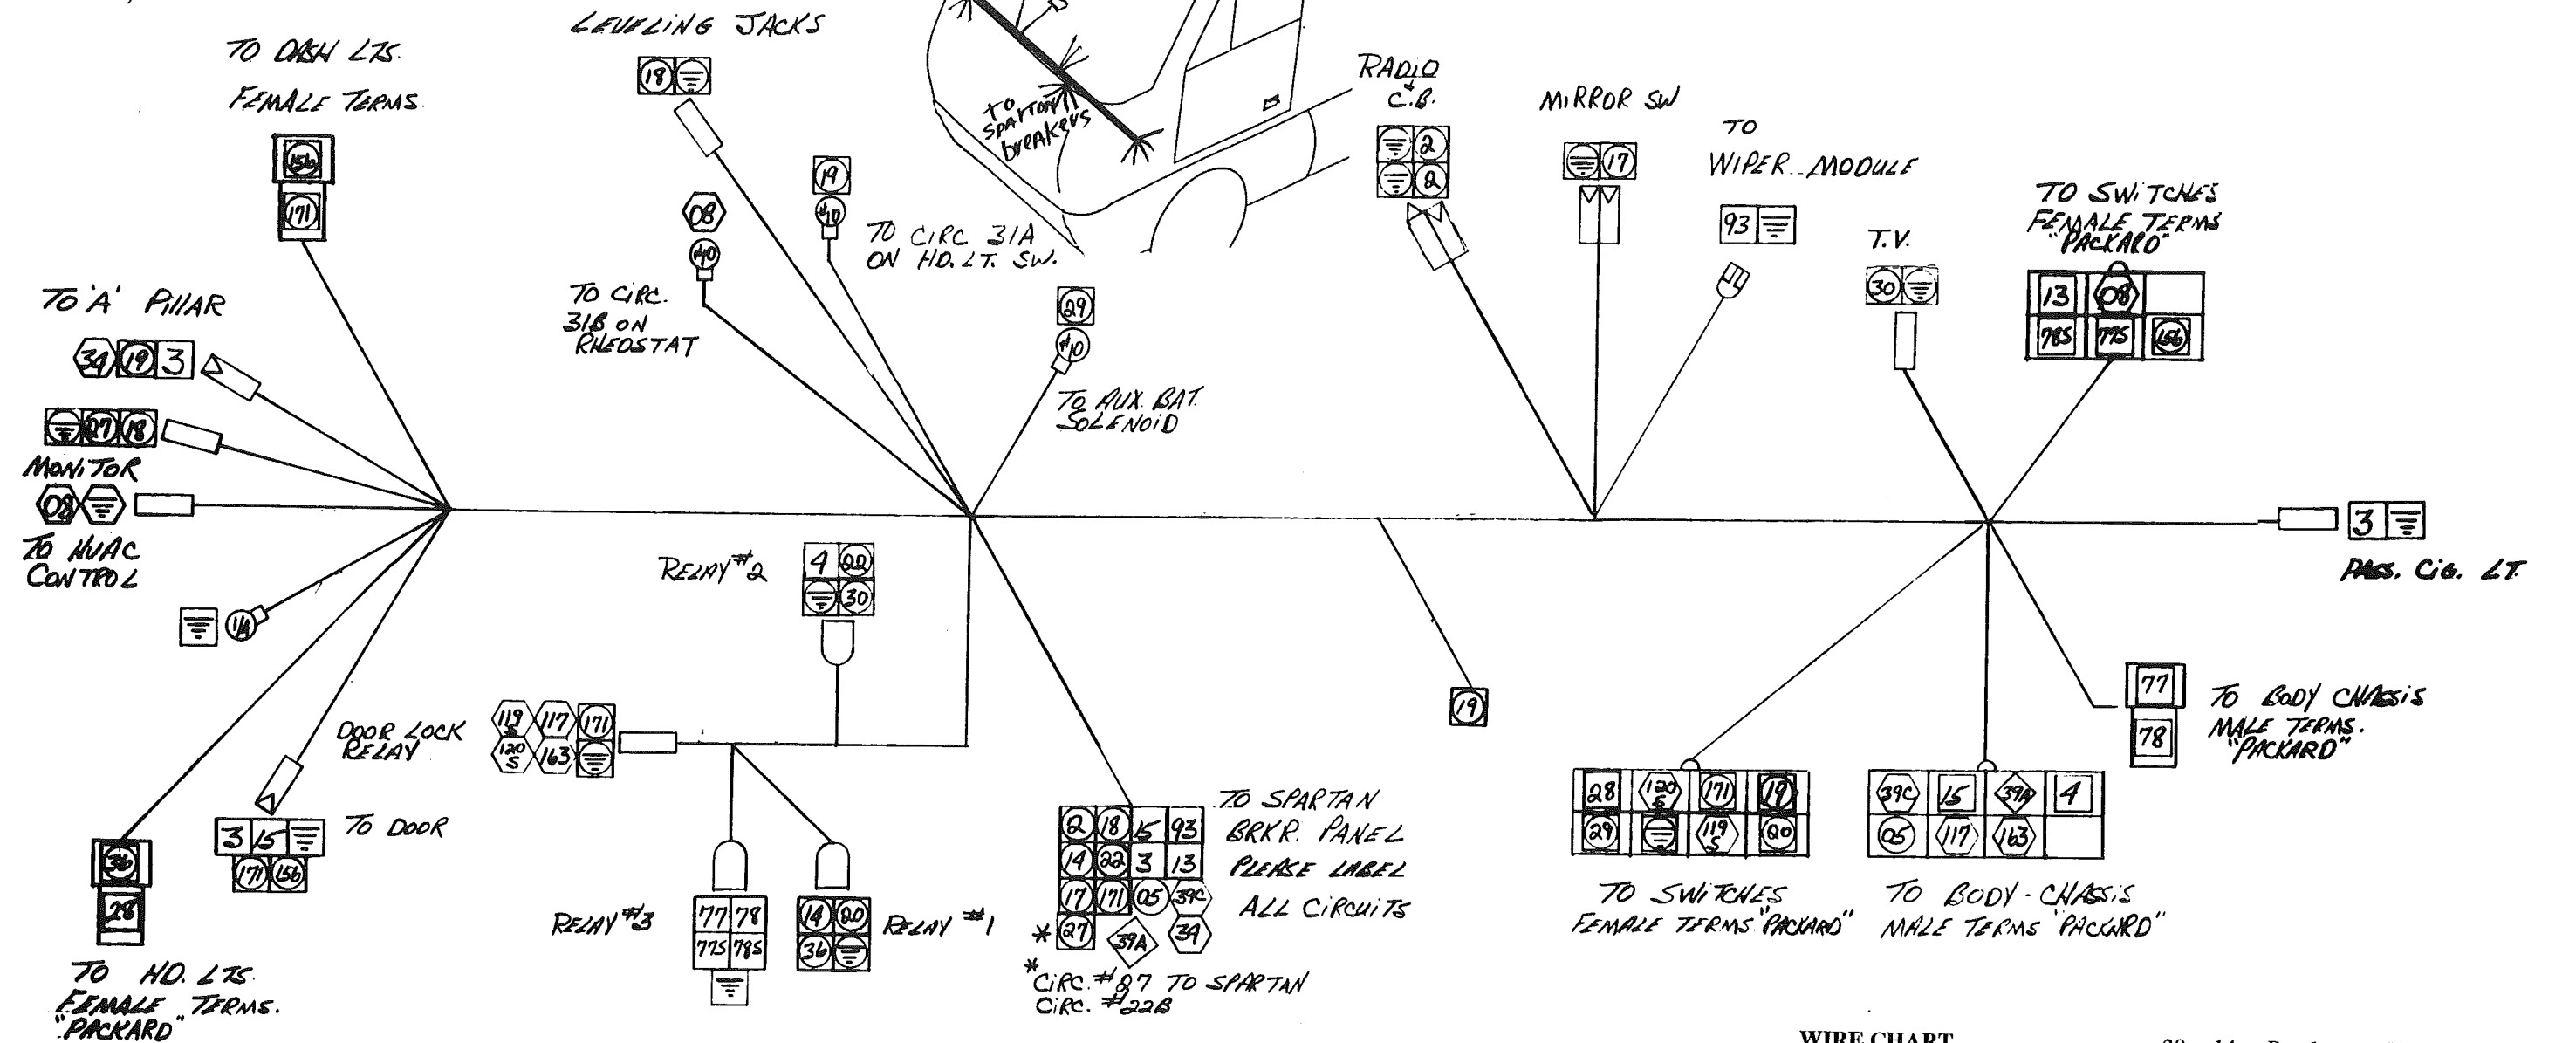 LEVELING JACKS
18
TO DASH LTS.
FEMALE TERMS.
156
171
TO 'A' PILLAR
39 19 3
27 18
MONITOR
08
TO HVAC
CONTROL
1/4
36
28
TO HD. LTS.
FEMALE TERMS.
"PACKARD"
3 15
171 156
TO DOOR
08
#10
TO CIRC.
31B ON
RHEOSTAT
19
#10
TO CIRC 31A
ON HD. LT. SW.
29
#10
TO AUX. BAT.
SOLENOID
to
spartan
breakers
RELAY #2
4 22
30
DOOR LOCK
RELAY
119S 117 171
120S 163
RELAY #3
77 78
77S 78S
14 20
36
RELAY #1
2 18 15 93
14 22 3 13
17 171 05 39C
* 27 39A 39
TO SPARTAN
BRKR. PANEL
PLEASE LABEL
ALL CIRCUITS
* CIRC. #27 TO SPARTAN
CIRC. #22B
RADIO
& C.B.
2
2
MIRROR SW
17
TO
WIPER MODULE
93
T.V.
30
TO SWITCHES
FEMALE TERMS
"PACKARD"
13 08
78S 77S 156
3
PASS. CIG. LT.
19
77
78
TO BODY CHASSIS
MALE TERMS.
"PACKARD"
28 120S 171 19
29 119S 20
TO SWITCHES
FEMALE TERMS "PACKARD"
39C 15 39A 4
05 117 163
TO BODY-CHASSIS
MALE TERMS "PACKARD"
WIRE CHART